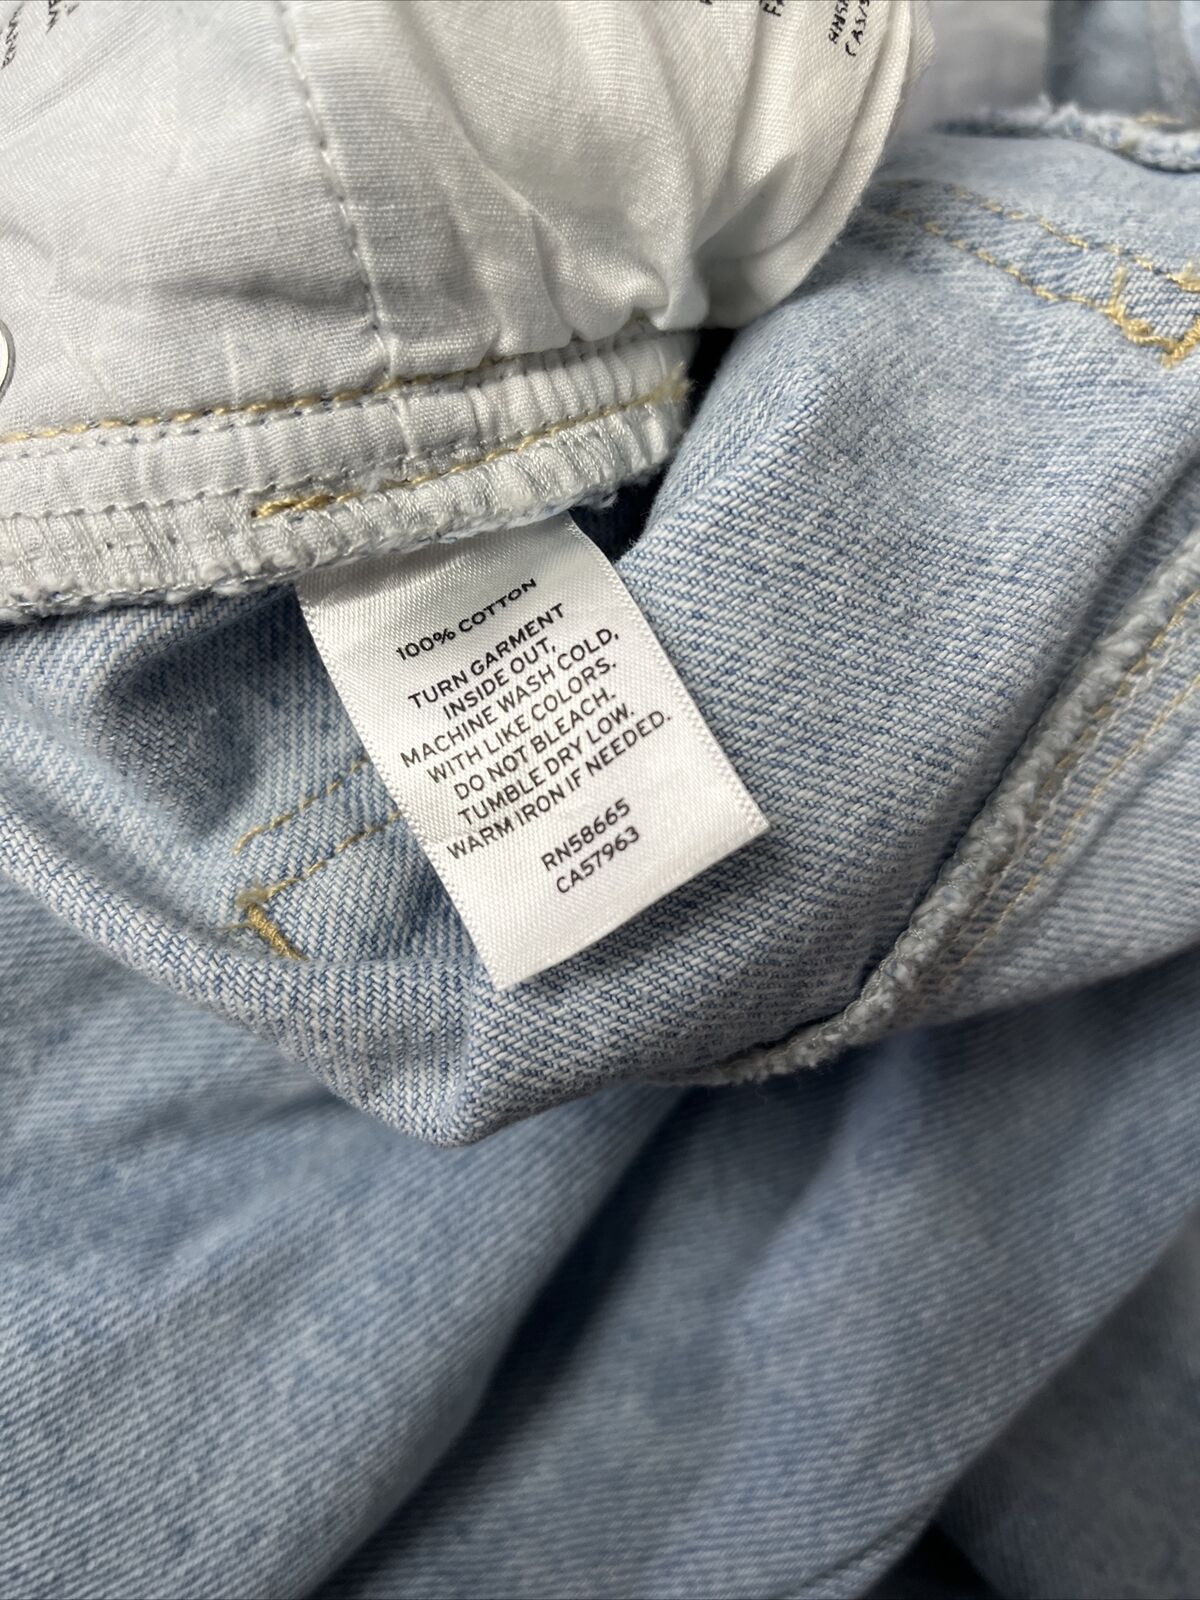 100% COTTON
TURN GARMENT
INSIDE OUT,
MACHINE WASH COLD,
WITH LIKE COLORS.
DO NOT BLEACH.
TUMBLE DRY LOW.
WARM IRON IF NEEDED.
RN58665
CA57963